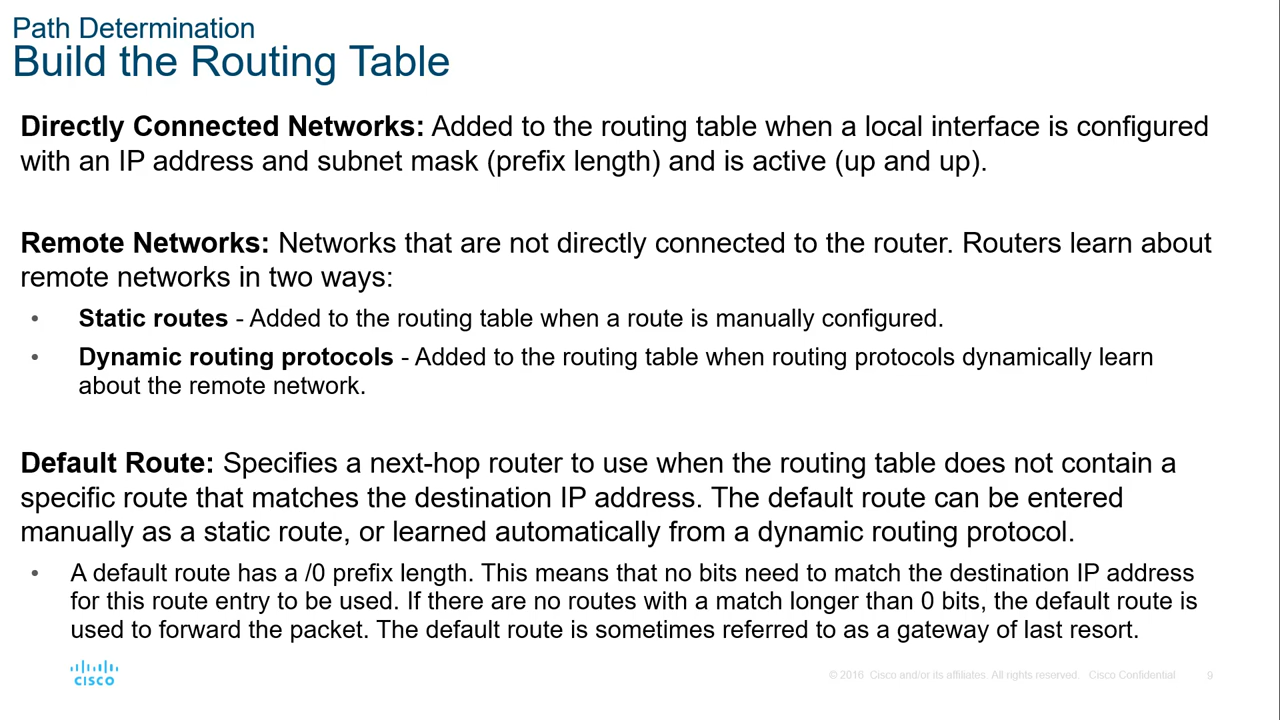 Path Determination
Build the Routing Table
Directly Connected Networks: Added to the routing table when a local interface is configured
with an IP address and subnet mask (prefix length) and is active (up and up).
Remote Networks: Networks that are not directly connected to the router. Routers learn about
remote networks in two ways:
• Static routes - Added to the routing table when a route is manually configured.
• Dynamic routing protocols - Added to the routing table when routing protocols dynamically learn
about the remote network.
Default Route: Specifies a next-hop router to use when the routing table does not contain a
specific route that matches the destination IP address. The default route can be entered
manually as a static route, or learned automatically from a dynamic routing protocol.
• A default route has a /0 prefix length. This means that no bits need to match the destination IP address
for this route entry to be used. If there are no routes with a match longer than 0 bits, the default route is
used to forward the packet. The default route is sometimes referred to as a gateway of last resort.
CISCO
© 2016 Cisco and/or its affiliates. All rights reserved. Cisco Confidential 9